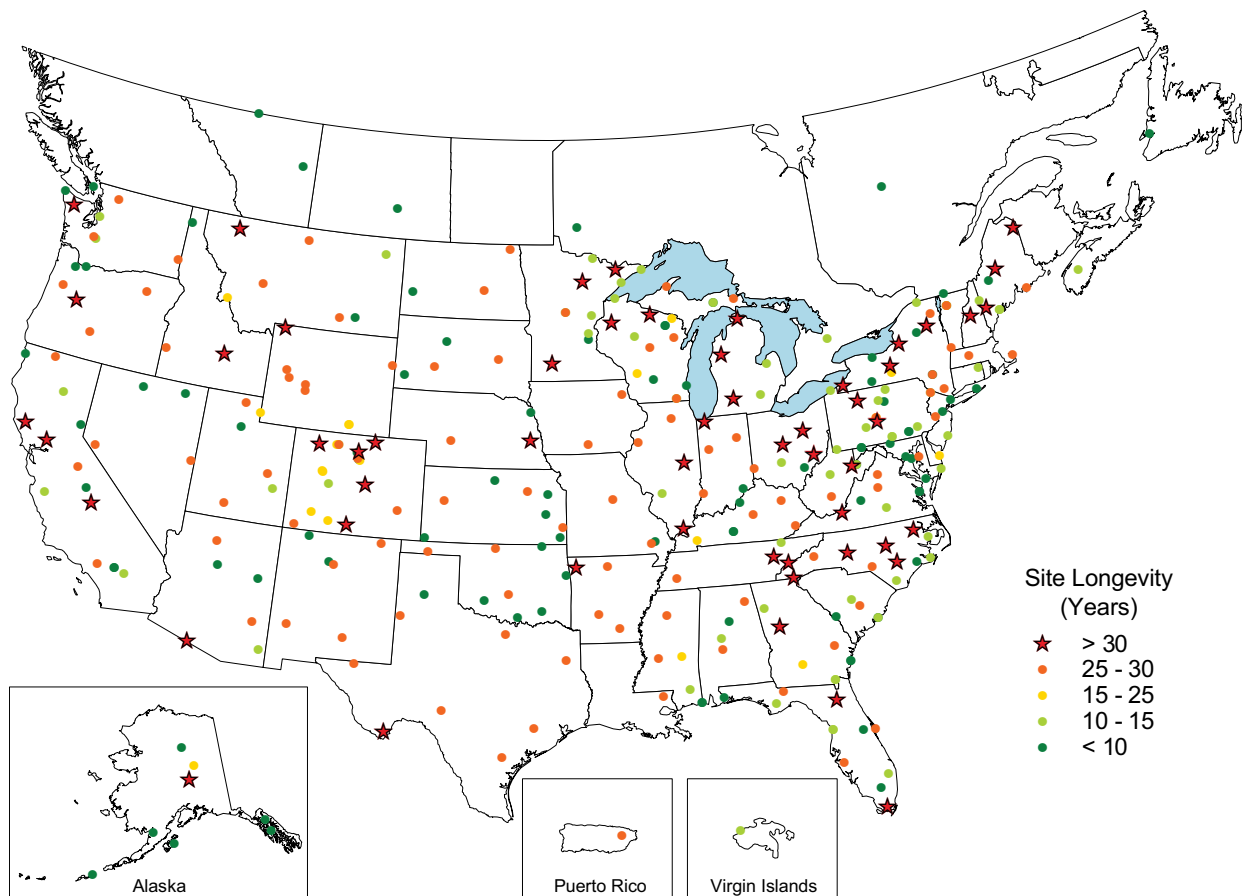 Site Longevity
(Years)
> 30
25 - 30
15 - 25
10 - 15
< 10
Alaska
Puerto Rico
Virgin Islands